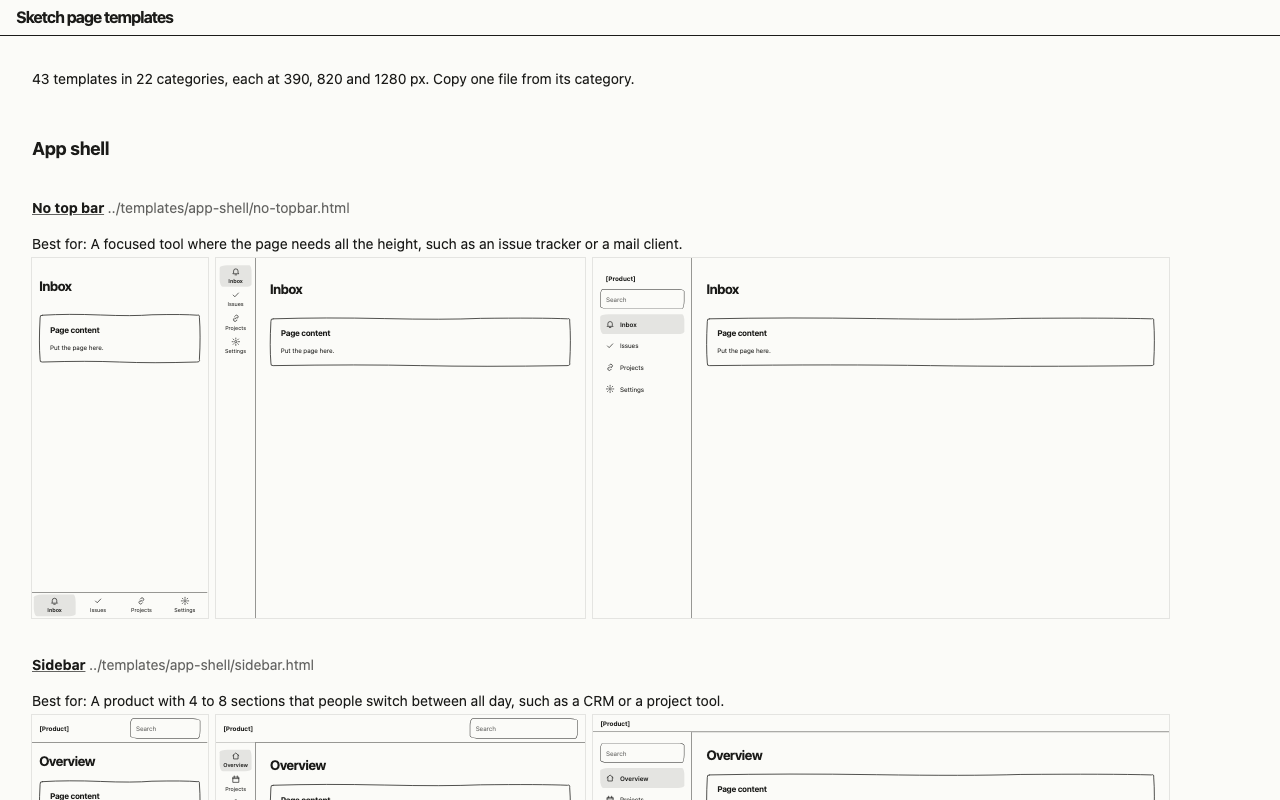 Sketch page templates
43 templates in 22 categories, each at 390, 820 and 1280 px. Copy one file from its category.
App shell
No top bar ../templates/app-shell/no-topbar.html
Best for: A focused tool where the page needs all the height, such as an issue tracker or a mail client.
Inbox
Page content
Put the page here.
Inbox Issues Projects Settings
Inbox
Issues
Projects
Settings
Inbox
Page content
Put the page here.
[Product]
Search
Inbox
Issues
Projects
Settings
Inbox
Page content
Put the page here.
Sidebar ../templates/app-shell/sidebar.html
Best for: A product with 4 to 8 sections that people switch between all day, such as a CRM or a project tool.
[Product] Search
Overview
Page content
[Product] Search
Overview
Projects
Overview
Page content
[Product]
Search
Overview
Projects
Overview
Page content